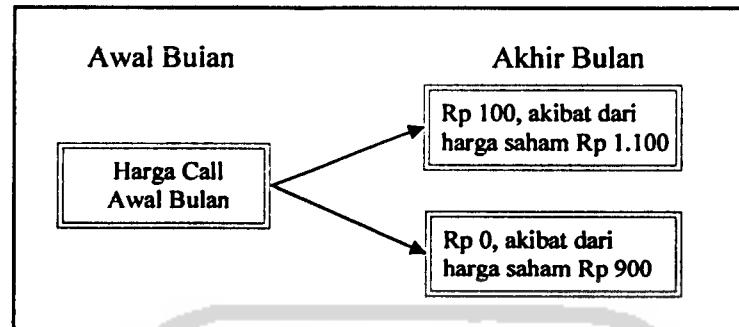 Awal Buian
Akhir Bulan
Rp 100, akibat dari
harga saham Rp 1.100
Harga Call
Awal Bulan
Rp 0, akibat dari
harga saham Rp 900